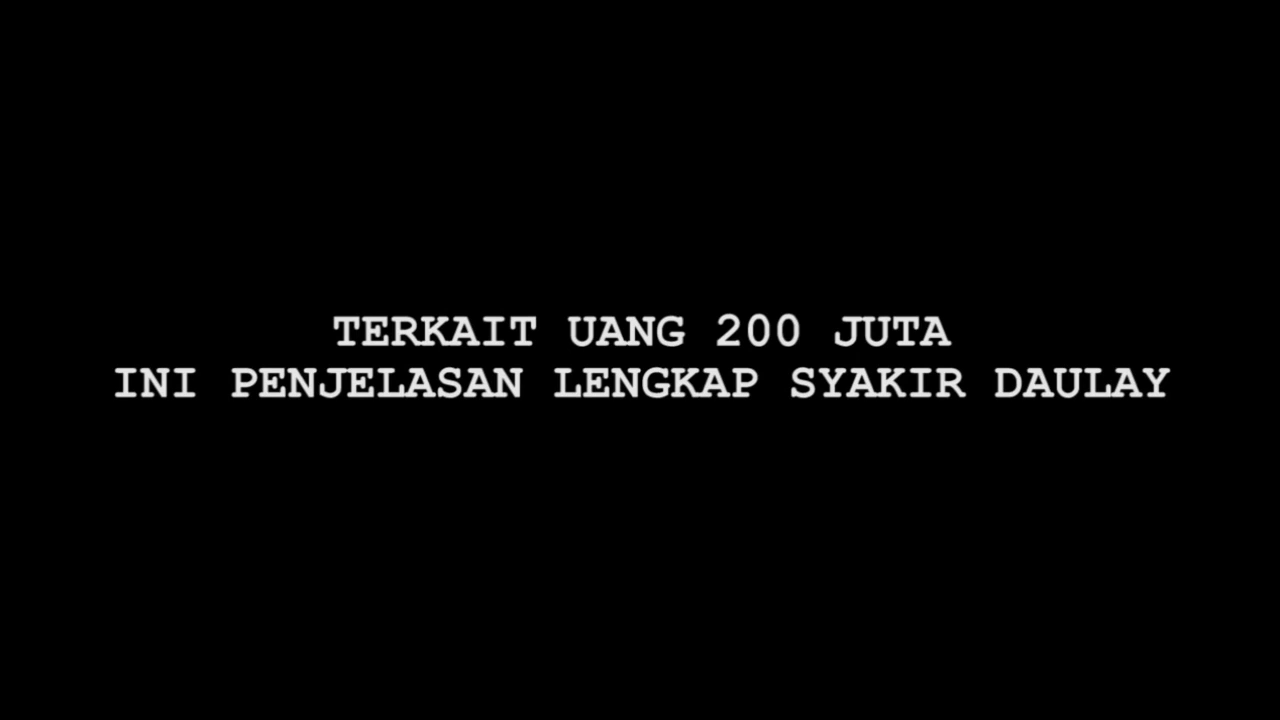 TERKAIT UANG 200 JUTA
INI PENJELASAN LENGKAP SYAKIR DAULAY